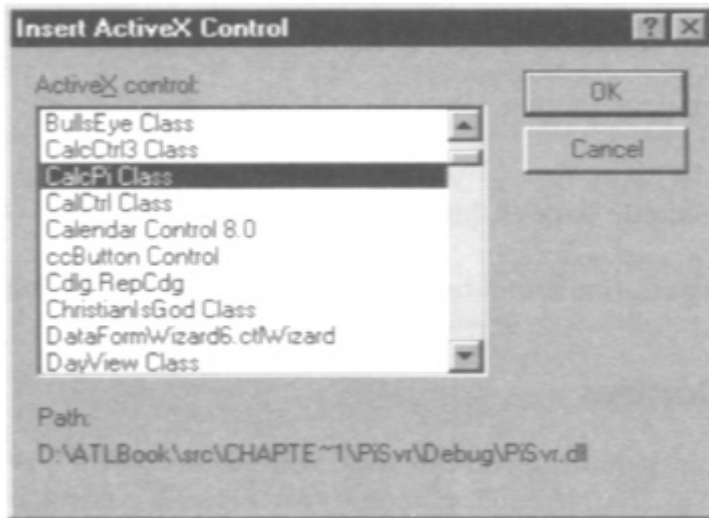 Insert ActiveX Control
ActiveX control:
BullsEye Class
CalcCtrl3 Class
CalcPi Class
CalCtrl Class
Calendar Control 8.0
ccButton Control
Cdlg.RepCdg
ChristianIsGod Class
DataFormWizard6.ctlWizard
DayView Class
OK
Cancel
Path:
D:\ATLBook\src\CHAPTE~1\PiSvr\Debug\PiSvr.dll